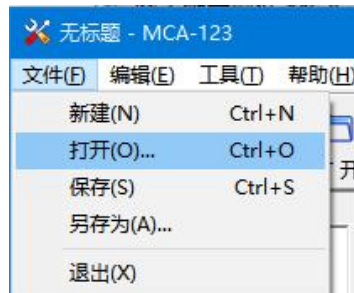 无标题 - MCA-123
文件(F) 编辑(E) 工具(T) 帮助(H)
新建(N) Ctrl+N
打开(O)... Ctrl+O
开
保存(S) Ctrl+S
另存为(A)...
退出(X)